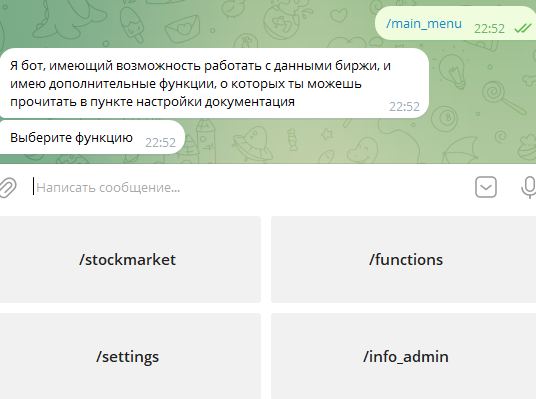 /main_menu 22:52
Я бот, имеющий возможность работать с данными биржи, и
имею дополнительные функции, о которых ты можешь
прочитать в пункте настройки документация
22:52
Выберите функцию 22:52
Написать сообщение...
/stockmarket /functions
/settings /info_admin